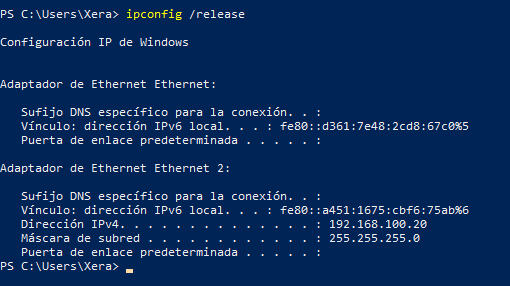 PS C:\Users\Xera> ipconfig /release
Configuración IP de Windows
Adaptador de Ethernet Ethernet:
Sufijo DNS específico para la conexión. . :
Vínculo: dirección IPv6 local. . . : fe80::d361:7e48:2cd8:67c0%5
Puerta de enlace predeterminada . . . . . :
Adaptador de Ethernet Ethernet 2:
Sufijo DNS específico para la conexión. . :
Vínculo: dirección IPv6 local. . . : fe80::a451:1675:cbf6:75ab%6
Dirección IPv4. . . . . . . . . . . . . . : 192.168.100.20
Máscara de subred . . . . . . . . . . . . : 255.255.255.0
Puerta de enlace predeterminada . . . . . :
PS C:\Users\Xera>